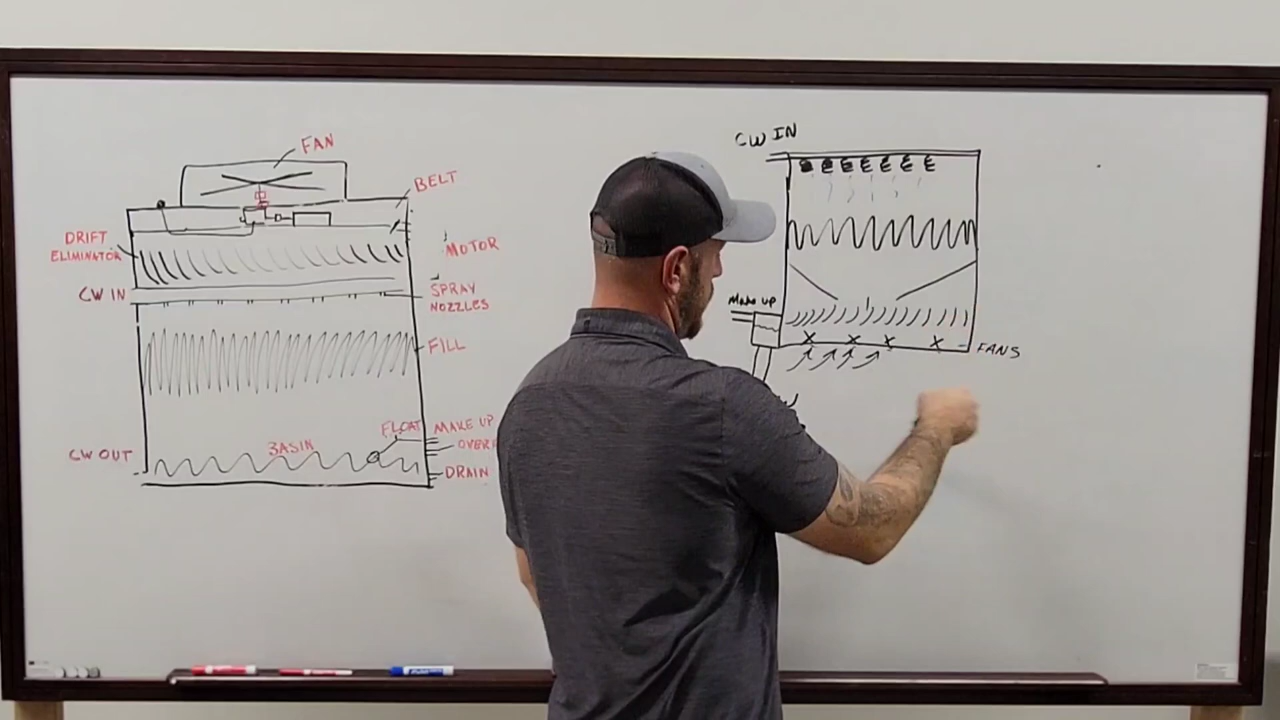 FAN
BELT
DRIFT
ELIMINATOR
MOTOR
CW IN
SPRAY
NOZZLES
FILL
FLOAT
MAKE UP
BASIN
CW OUT
DRAIN
CW IN
Make up
FANS